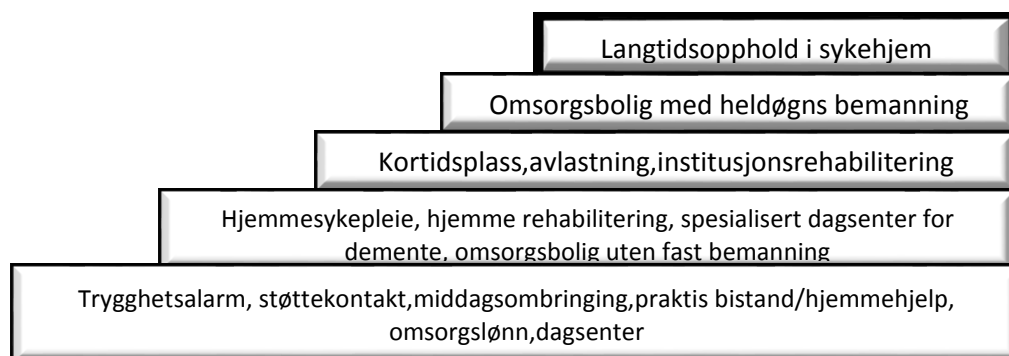 Langtidsopphold i sykehjem
Omsorgsbolig med heldøgns bemanning
Kortidsplass,avlastning,institusjonsrehabilitering
Hjemmesykepleie, hjemme rehabilitering, spesialisert dagsenter for
demente, omsorgsbolig uten fast bemanning
Trygghetsalarm, støttekontakt,middagsombringing,praktis bistand/hjemmehjelp,
omsorgslønn,dagsenter